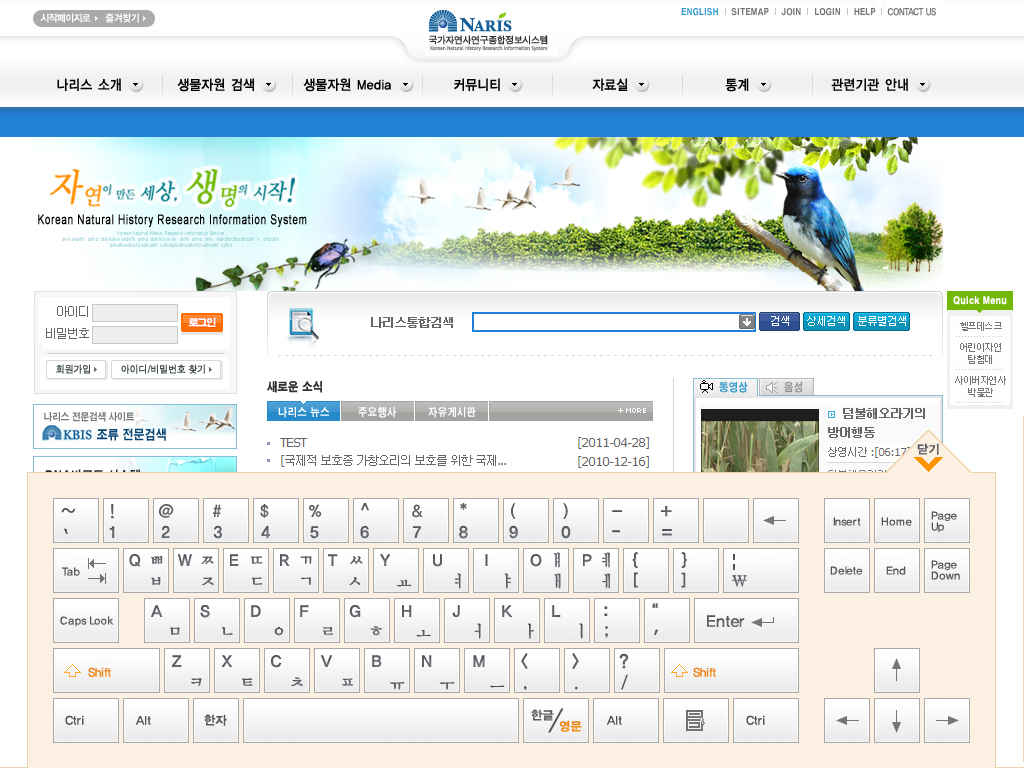 시작페이지로 즐겨찾기
ENGLISH SITEMAP JOIN LOGIN HELP CONTACT US
NARIS
국가자연사연구종합정보시스템
Korean Natural History Research Information System
나리스 소개 생물자원 검색 생물자원 Media 커뮤니티 자료실 통계 관련기관 안내
자연이 만든 세상, 생명의 시작!
Korean Natural History Research Information System
아이디
비밀번호
로그인
회원가입 아이디/비밀번호 찾기
나리스통합검색 검색 상세검색 분류별검색
Quick Menu
헬프데스크
어린이자연
탐험대
사이버자연사
박물관
나리스 전문검색 사이트
KBIS 조류 전문검색
새로운 소식
나리스 뉴스 주요행사 자유게시판 + MORE
TEST [2011-04-28]
[국제적 보호종 가창오리의 보호를 위한 국제... [2010-12-16]
동영상 음성
덤불해오라기의
방어행동
상영시간 :[06:17]
닫기
~ ! @ # $ % ^ & * ( ) − +
` 1 2 3 4 5 6 7 8 9 0 - = ←
Insert Home Page Up
Tab Q ㅃ W ㅉ E ㄸ R ㄲ T ㅆ Y U I O ㅒ P ㅖ { } ¦
ㅂ ㅈ ㄷ ㄱ ㅅ ㅛ ㅕ ㅑ ㅐ ㅔ [ ] ₩
Delete End Page Down
Caps Look A S D F G H J K L : “ Enter
ㅁ ㄴ ㅇ ㄹ ㅎ ㅗ ㅓ ㅏ ㅣ ; ,
Shift Z X C V B N M < > ? Shift ↑
ㅋ ㅌ ㅊ ㅍ ㅠ ㅜ ㅡ , . /
Ctri Alt 한자 한글/영문 Alt Ctri ← ↓ →